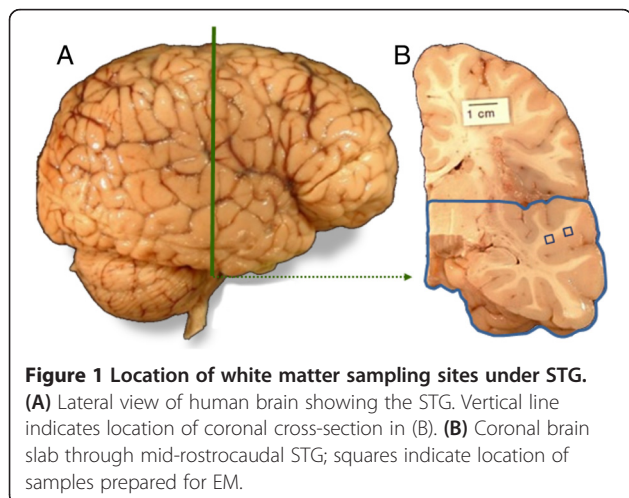 A
B
1 cm
Figure 1 Location of white matter sampling sites under STG.
(A) Lateral view of human brain showing the STG. Vertical line
indicates location of coronal cross-section in (B). (B) Coronal brain
slab through mid-rostrocaudal STG; squares indicate location of
samples prepared for EM.